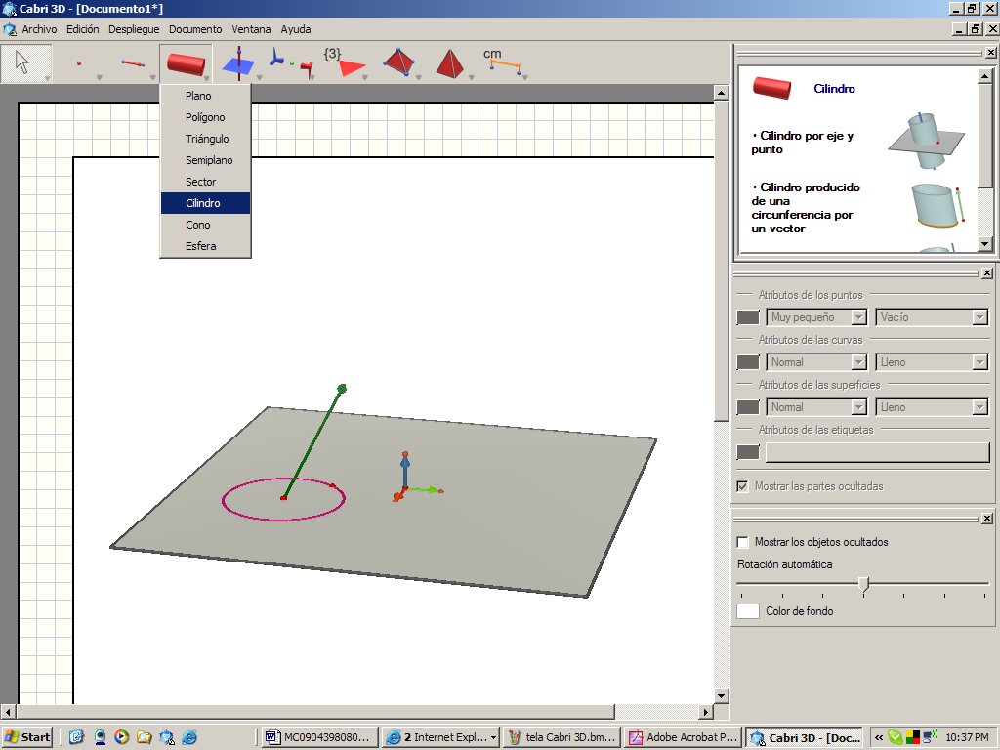 Cabri 3D - [Documento1*]
Archivo Edición Despliegue Documento Ventana Ayuda
{3}
cm
Plano
Polígono
Triángulo
Semiplano
Sector
Cilindro
Cono
Esfera
Cilindro
• Cilindro por eje y
punto
• Cilindro producido
de una
circunferencia por
un vector
Atributos de los puntos
Muy pequeño Vacío
Atributos de las curvas
Normal Lleno
Atributos de las superficies
Normal Lleno
Atributos de las etiquetas
Mostrar las partes ocultadas
Mostrar los objetos ocultados
Rotación automática
Color de fondo
Start MC0904398080... 2 Internet Expl... tela Cabri 3D.bm... Adobe Acrobat P... Cabri 3D - [Doc... « 10:37 PM